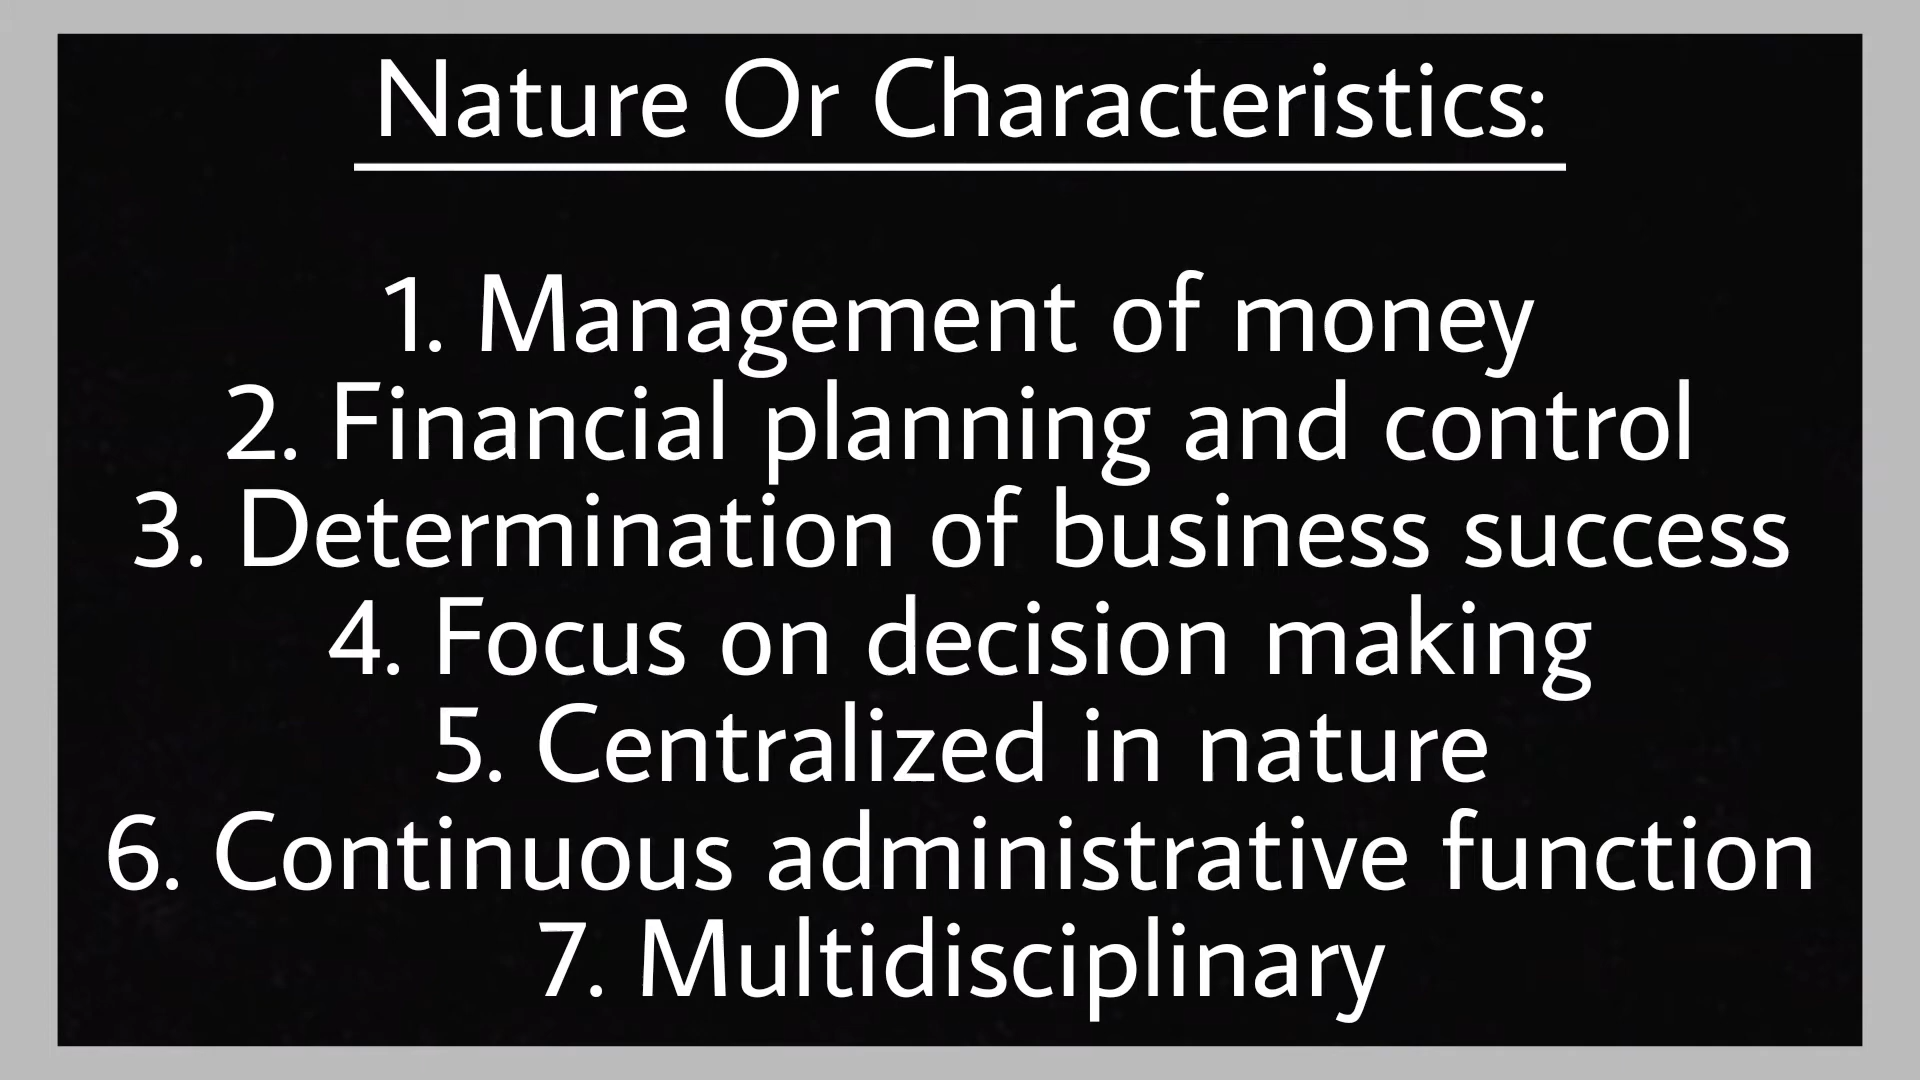 Nature Or Characteristics:
1. Management of money
2. Financial planning and control
3. Determination of business success
4. Focus on decision making
5. Centralized in nature
6. Continuous administrative function
7. Multidisciplinary